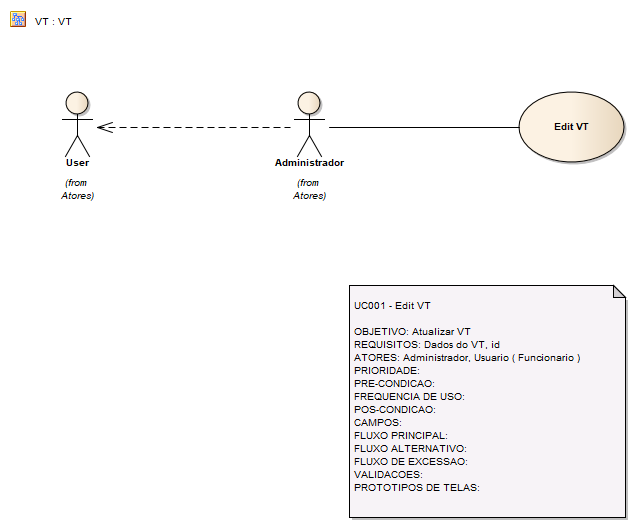 VT : VT
User
(from
Atores)
Administrador
(from
Atores)
Edit VT
UC001 - Edit VT
OBJETIVO: Atualizar VT
REQUISITOS: Dados do VT, id
ATORES: Administrador, Usuario ( Funcionario )
PRIORIDADE:
PRE-CONDICAO:
FREQUENCIA DE USO:
POS-CONDICAO:
CAMPOS:
FLUXO PRINCIPAL:
FLUXO ALTERNATIVO:
FLUXO DE EXCESSAO:
VALIDACOES:
PROTOTIPOS DE TELAS: